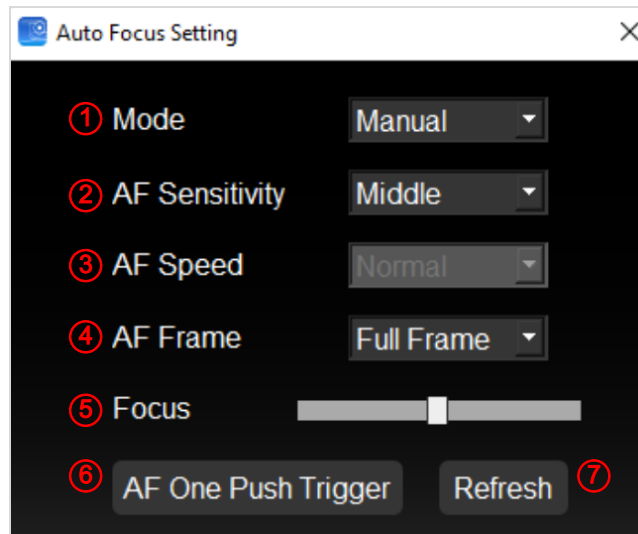 Auto Focus Setting
① Mode Manual
② AF Sensitivity Middle
③ AF Speed Normal
④ AF Frame Full Frame
⑤ Focus
⑥ AF One Push Trigger Refresh ⑦